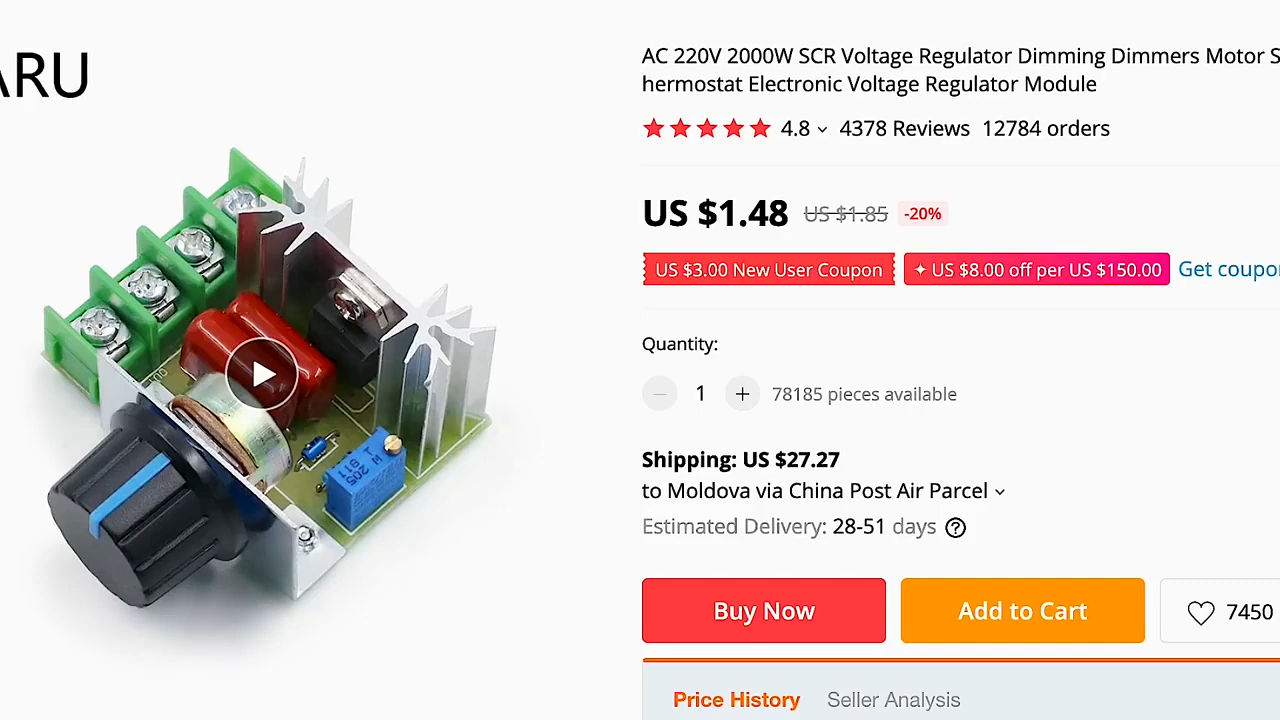 ARU
AC 220V 2000W SCR Voltage Regulator Dimming Dimmers Motor S
hermostat Electronic Voltage Regulator Module
4.8 4378 Reviews 12784 orders
US $1.48 US $1.85 -20%
US $3.00 New User Coupon US $8.00 off per US $150.00 Get coupo
Quantity:
1 78185 pieces available
Shipping: US $27.27
to Moldova via China Post Air Parcel
Estimated Delivery: 28-51 days
Buy Now Add to Cart 7450
Price History Seller Analysis